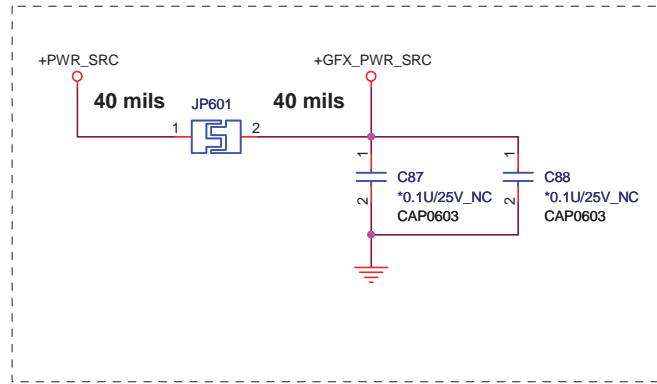 +PWR_SRC
+GFX_PWR_SRC
40 mils
JP601
40 mils
1
2
1
C87
*0.1U/25V_NC
CAP0603
2
1
C88
*0.1U/25V_NC
CAP0603
2